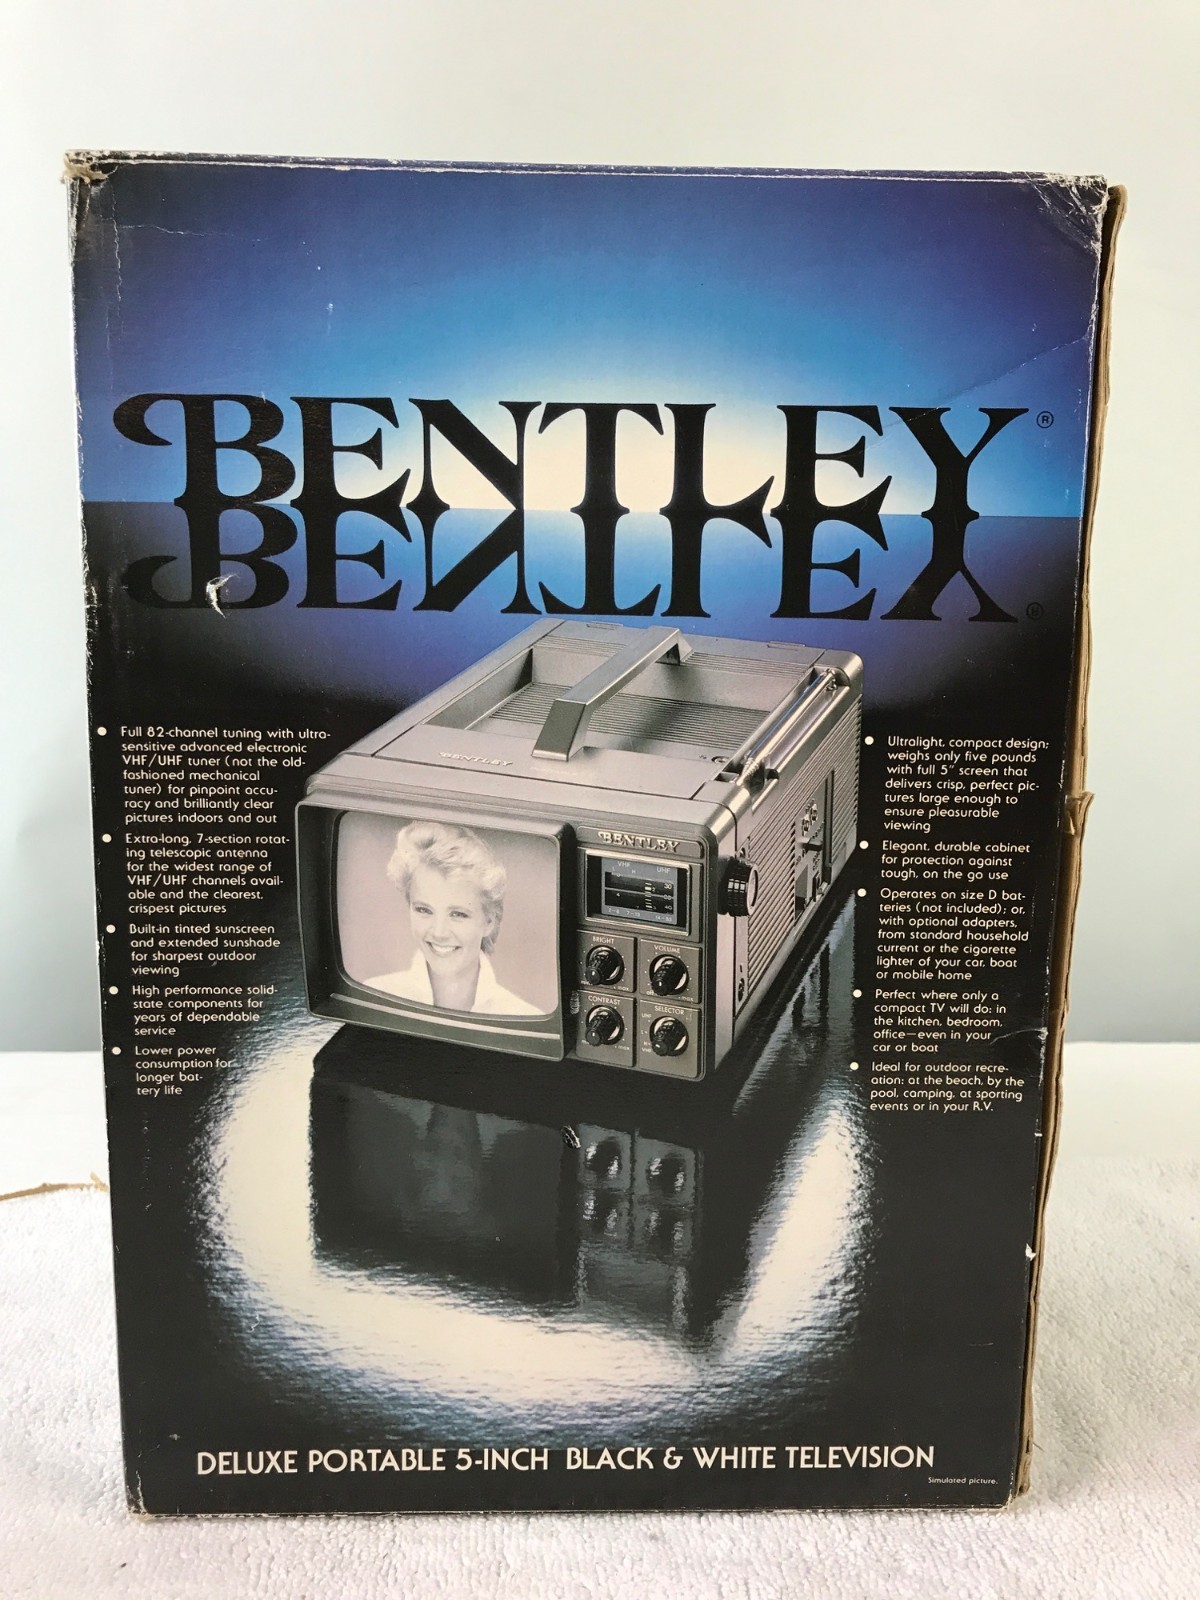 BENTLEY®
Full 82-channel tuning with ultra-
sensitive advanced electronic
VHF/UHF tuner (not the old-
fashioned mechanical
tuner) for pinpoint accu-
racy and brilliantly clear
pictures indoors and out
Extra-long, 7-section rotat-
ing telescopic antenna
for the widest range of
VHF/UHF channels avail-
able and the clearest,
crispest pictures
Built-in tinted sunscreen
and extended sunshade
for sharpest outdoor
viewing
High performance solid-
state components for
years of dependable
service
Lower power
consumption for
longer bat-
tery life
BENTLEY
BENTLEY
VHF
UHF
BRIGHT
VOLUME
CONTRAST
SELECTOR
Ultralight, compact design;
weighs only five pounds
with full 5" screen that
delivers crisp, perfect pic-
tures large enough to
ensure pleasurable
viewing
Elegant, durable cabinet
for protection against
tough, on the go use
Operates on size D bat-
teries (not included); or,
with optional adapters,
from standard household
current or the cigarette
lighter of your car, boat
or mobile home
Perfect where only a
compact TV will do: in
the kitchen, bedroom,
office—even in your
car or boat
Ideal for outdoor recre-
ation: at the beach, by the
pool, camping, at sporting
events or in your R.V.
DELUXE PORTABLE 5-INCH BLACK & WHITE TELEVISION
Simulated picture.